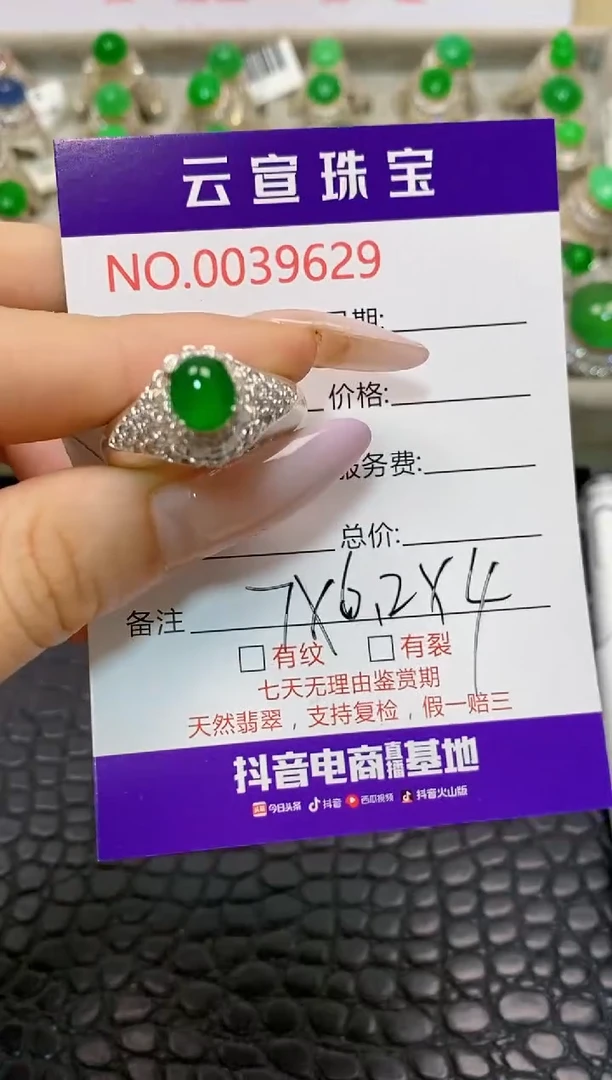 云宣珠宝
NO.0039629
期:
价格:
服务费:
总价:
备注 7X6.2X4
□有纹 □有裂
七天无理由鉴赏期
天然翡翠，支持复检，假一赔三
抖音电商直播基地
头条 今日头条 抖音 西瓜视频 抖音火山版